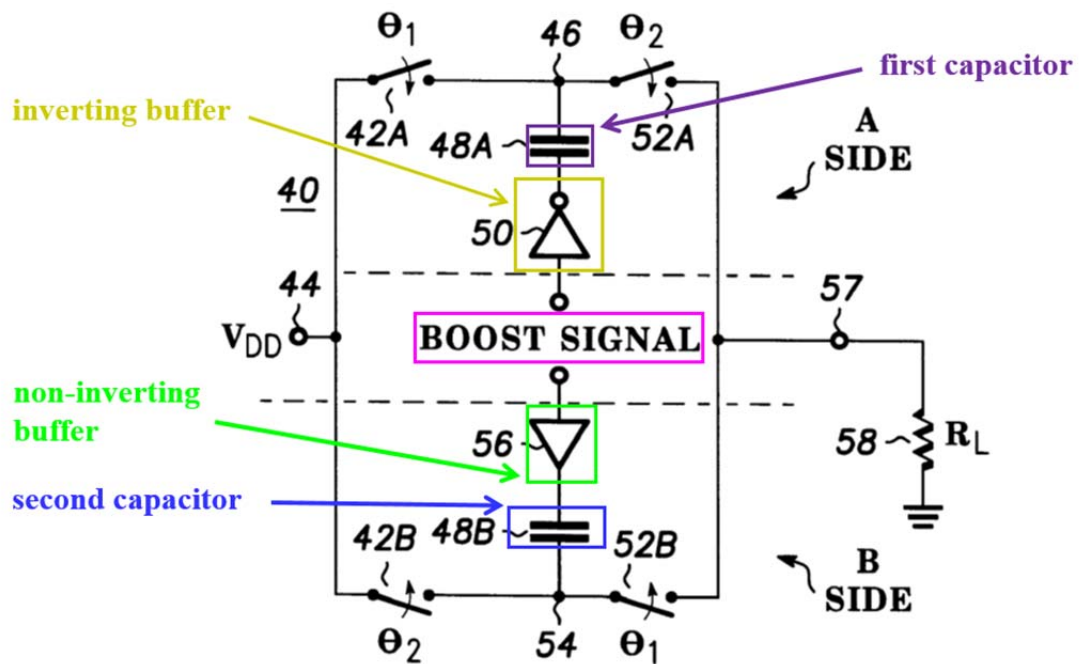 Θ1
46
Θ2
first capacitor
inverting buffer
42A
48A
52A
A
SIDE
40
50
44
57
VDD
BOOST SIGNAL
non-inverting
buffer
56
58
RL
second capacitor
42B
48B
52B
B
SIDE
Θ2
54
Θ1